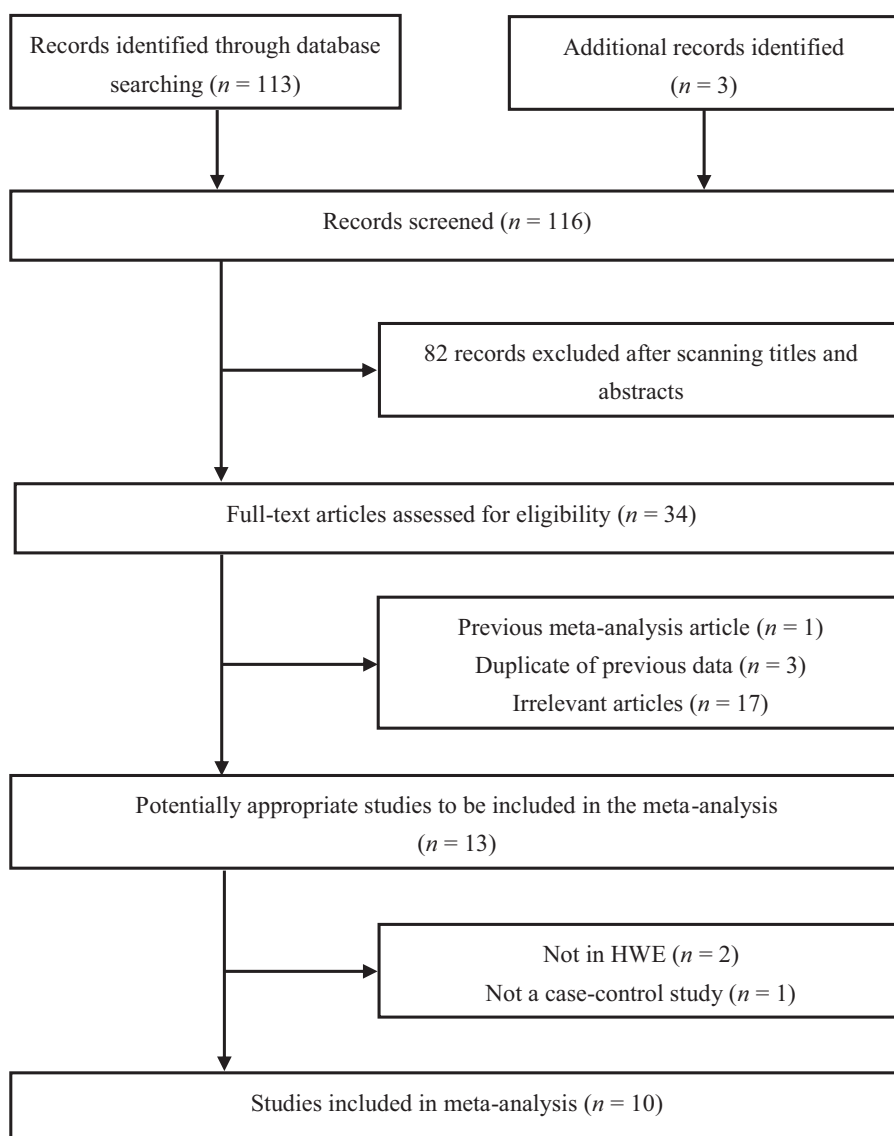 Records identified through database
searching (n = 113)
Additional records identified
(n = 3)
Records screened (n = 116)
82 records excluded after scanning titles and
abstracts
Full-text articles assessed for eligibility (n = 34)
Previous meta-analysis article (n = 1)
Duplicate of previous data (n = 3)
Irrelevant articles (n = 17)
Potentially appropriate studies to be included in the meta-analysis
(n = 13)
Not in HWE (n = 2)
Not a case-control study (n = 1)
Studies included in meta-analysis (n = 10)